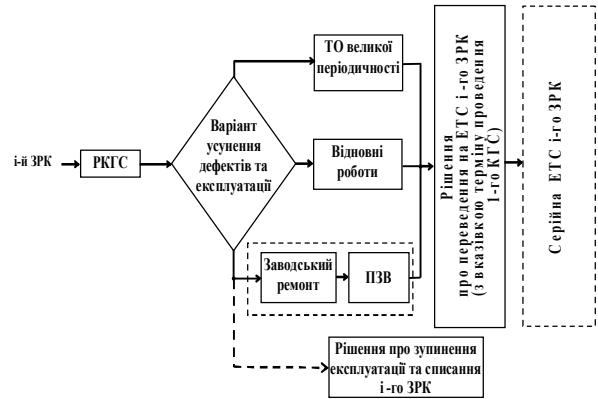 ТО великої
періодичності
Варіант
усунення
дефектів та
експлуатації
і-й ЗРК
РКГС
Відновні
роботи
Заводський
ремонт
ПЗВ
Рішення
про переведення на ЕТС і -го ЗРК
(з вказівкою терміну проведення
1-го КГС)
Серійна ЕТС і-го ЗРК
Рішення про зупинення
експлуатації та списання
і -го ЗРК